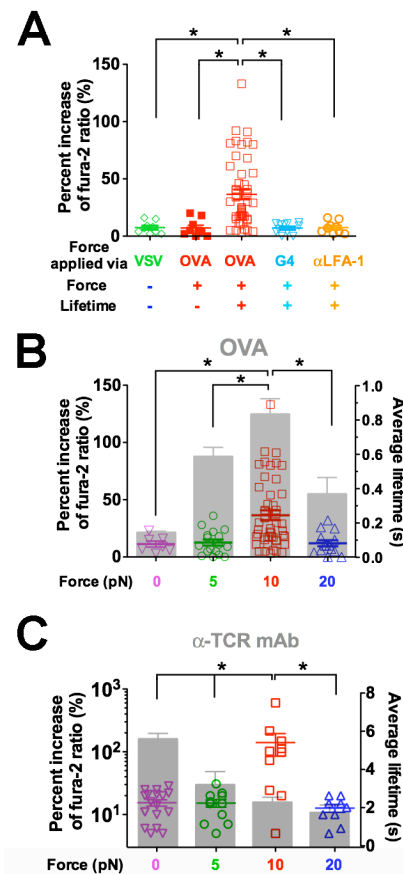 A
* *
* *
Percent increase
of fura-2 ratio (%)
150
100
50
0
Force
applied via
VSV OVA OVA G4 αLFA-1
Force - + + + +
Lifetime - - + + +
B
OVA
* *
*
Percent increase
of fura-2 ratio (%)
150
100
50
0
1.0
0.8
0.6
0.4
0.2
0.0
Average lifetime (s)
Force (pN) 0 5 10 20
C
α-TCR mAb
* *
Percent increase
of fura-2 ratio (%)
10³
10²
10¹
8
6
4
2
0
Average lifetime (s)
Force (pN) 0 5 10 20